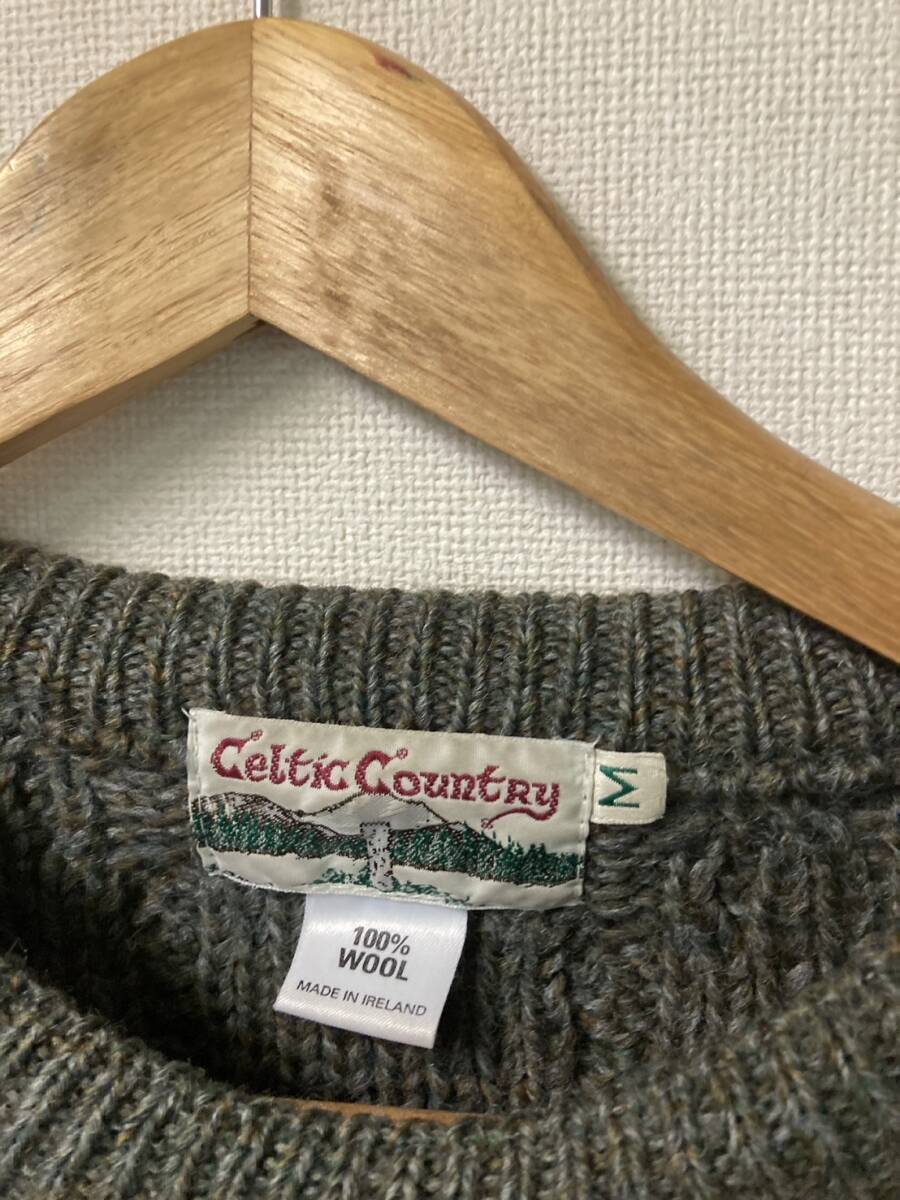 Celtic Country
M
100%
WOOL
MADE IN IRELAND